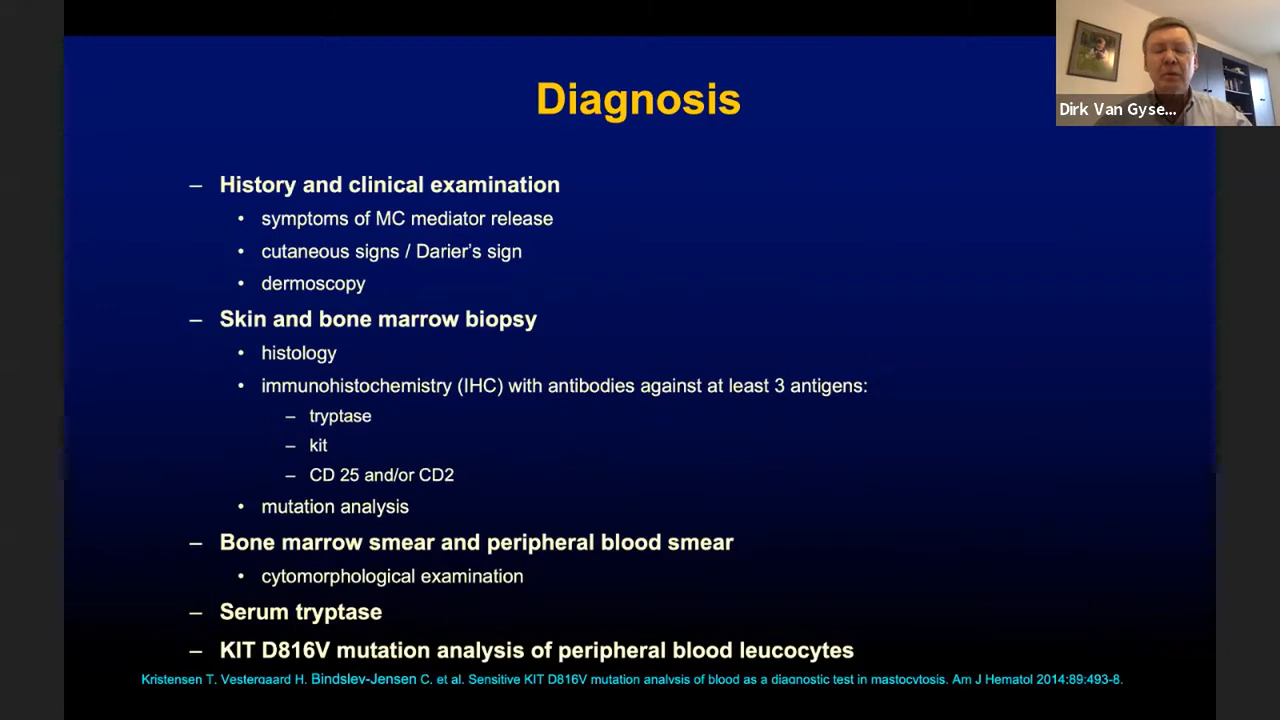 Diagnosis
Dirk Van Gyse...
– History and clinical examination
• symptoms of MC mediator release
• cutaneous signs / Darier's sign
• dermoscopy
– Skin and bone marrow biopsy
• histology
• immunohistochemistry (IHC) with antibodies against at least 3 antigens:
– tryptase
– kit
– CD 25 and/or CD2
• mutation analysis
– Bone marrow smear and peripheral blood smear
• cytomorphological examination
– Serum tryptase
– KIT D816V mutation analysis of peripheral blood leucocytes
Kristensen T. Vestergaard H. Bindslev-Jensen C. et al. Sensitive KIT D816V mutation analysis of blood as a diagnostic test in mastocytosis. Am J Hematol 2014:89:493-8.